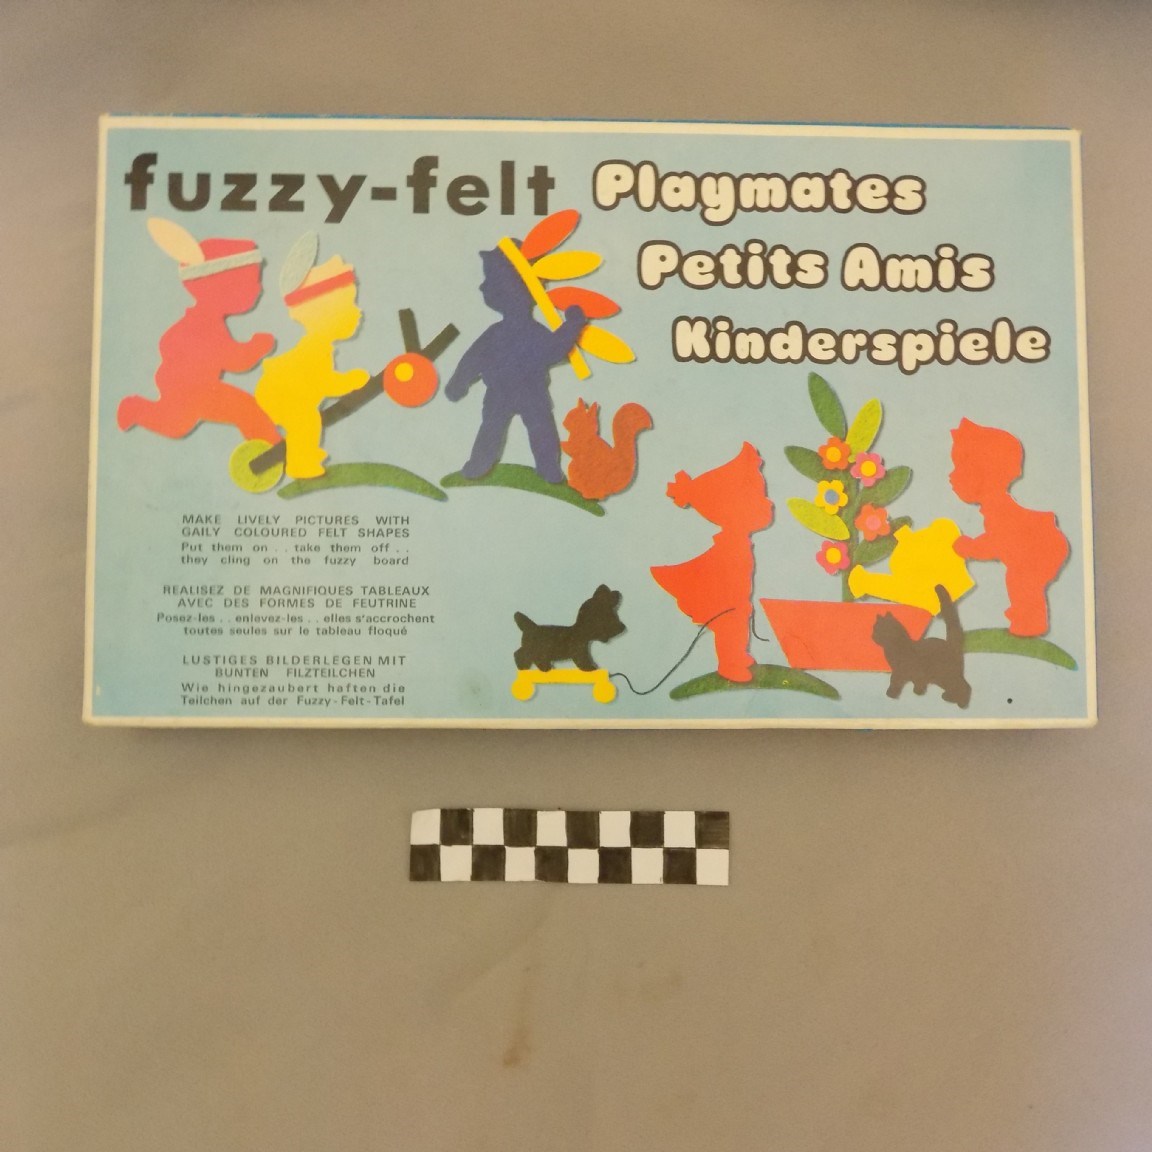 fuzzy-felt
Playmates
Petits Amis
Kinderspiele
MAKE LIVELY PICTURES WITH
GAILY COLOURED FELT SHAPES
Put them on . . take them off . .
they cling on the fuzzy board
REALISEZ DE MAGNIFIQUES TABLEAUX
AVEC DES FORMES DE FEUTRINE
Posez-les . . enlevez-les . . elles s'accrochent
toutes seules sur le tableau floqué
LUSTIGES BILDERLEGEN MIT
BUNTEN FILZTEILCHEN
Wie hingezaubert haften die
Teilchen auf der Fuzzy-Felt-Tafel